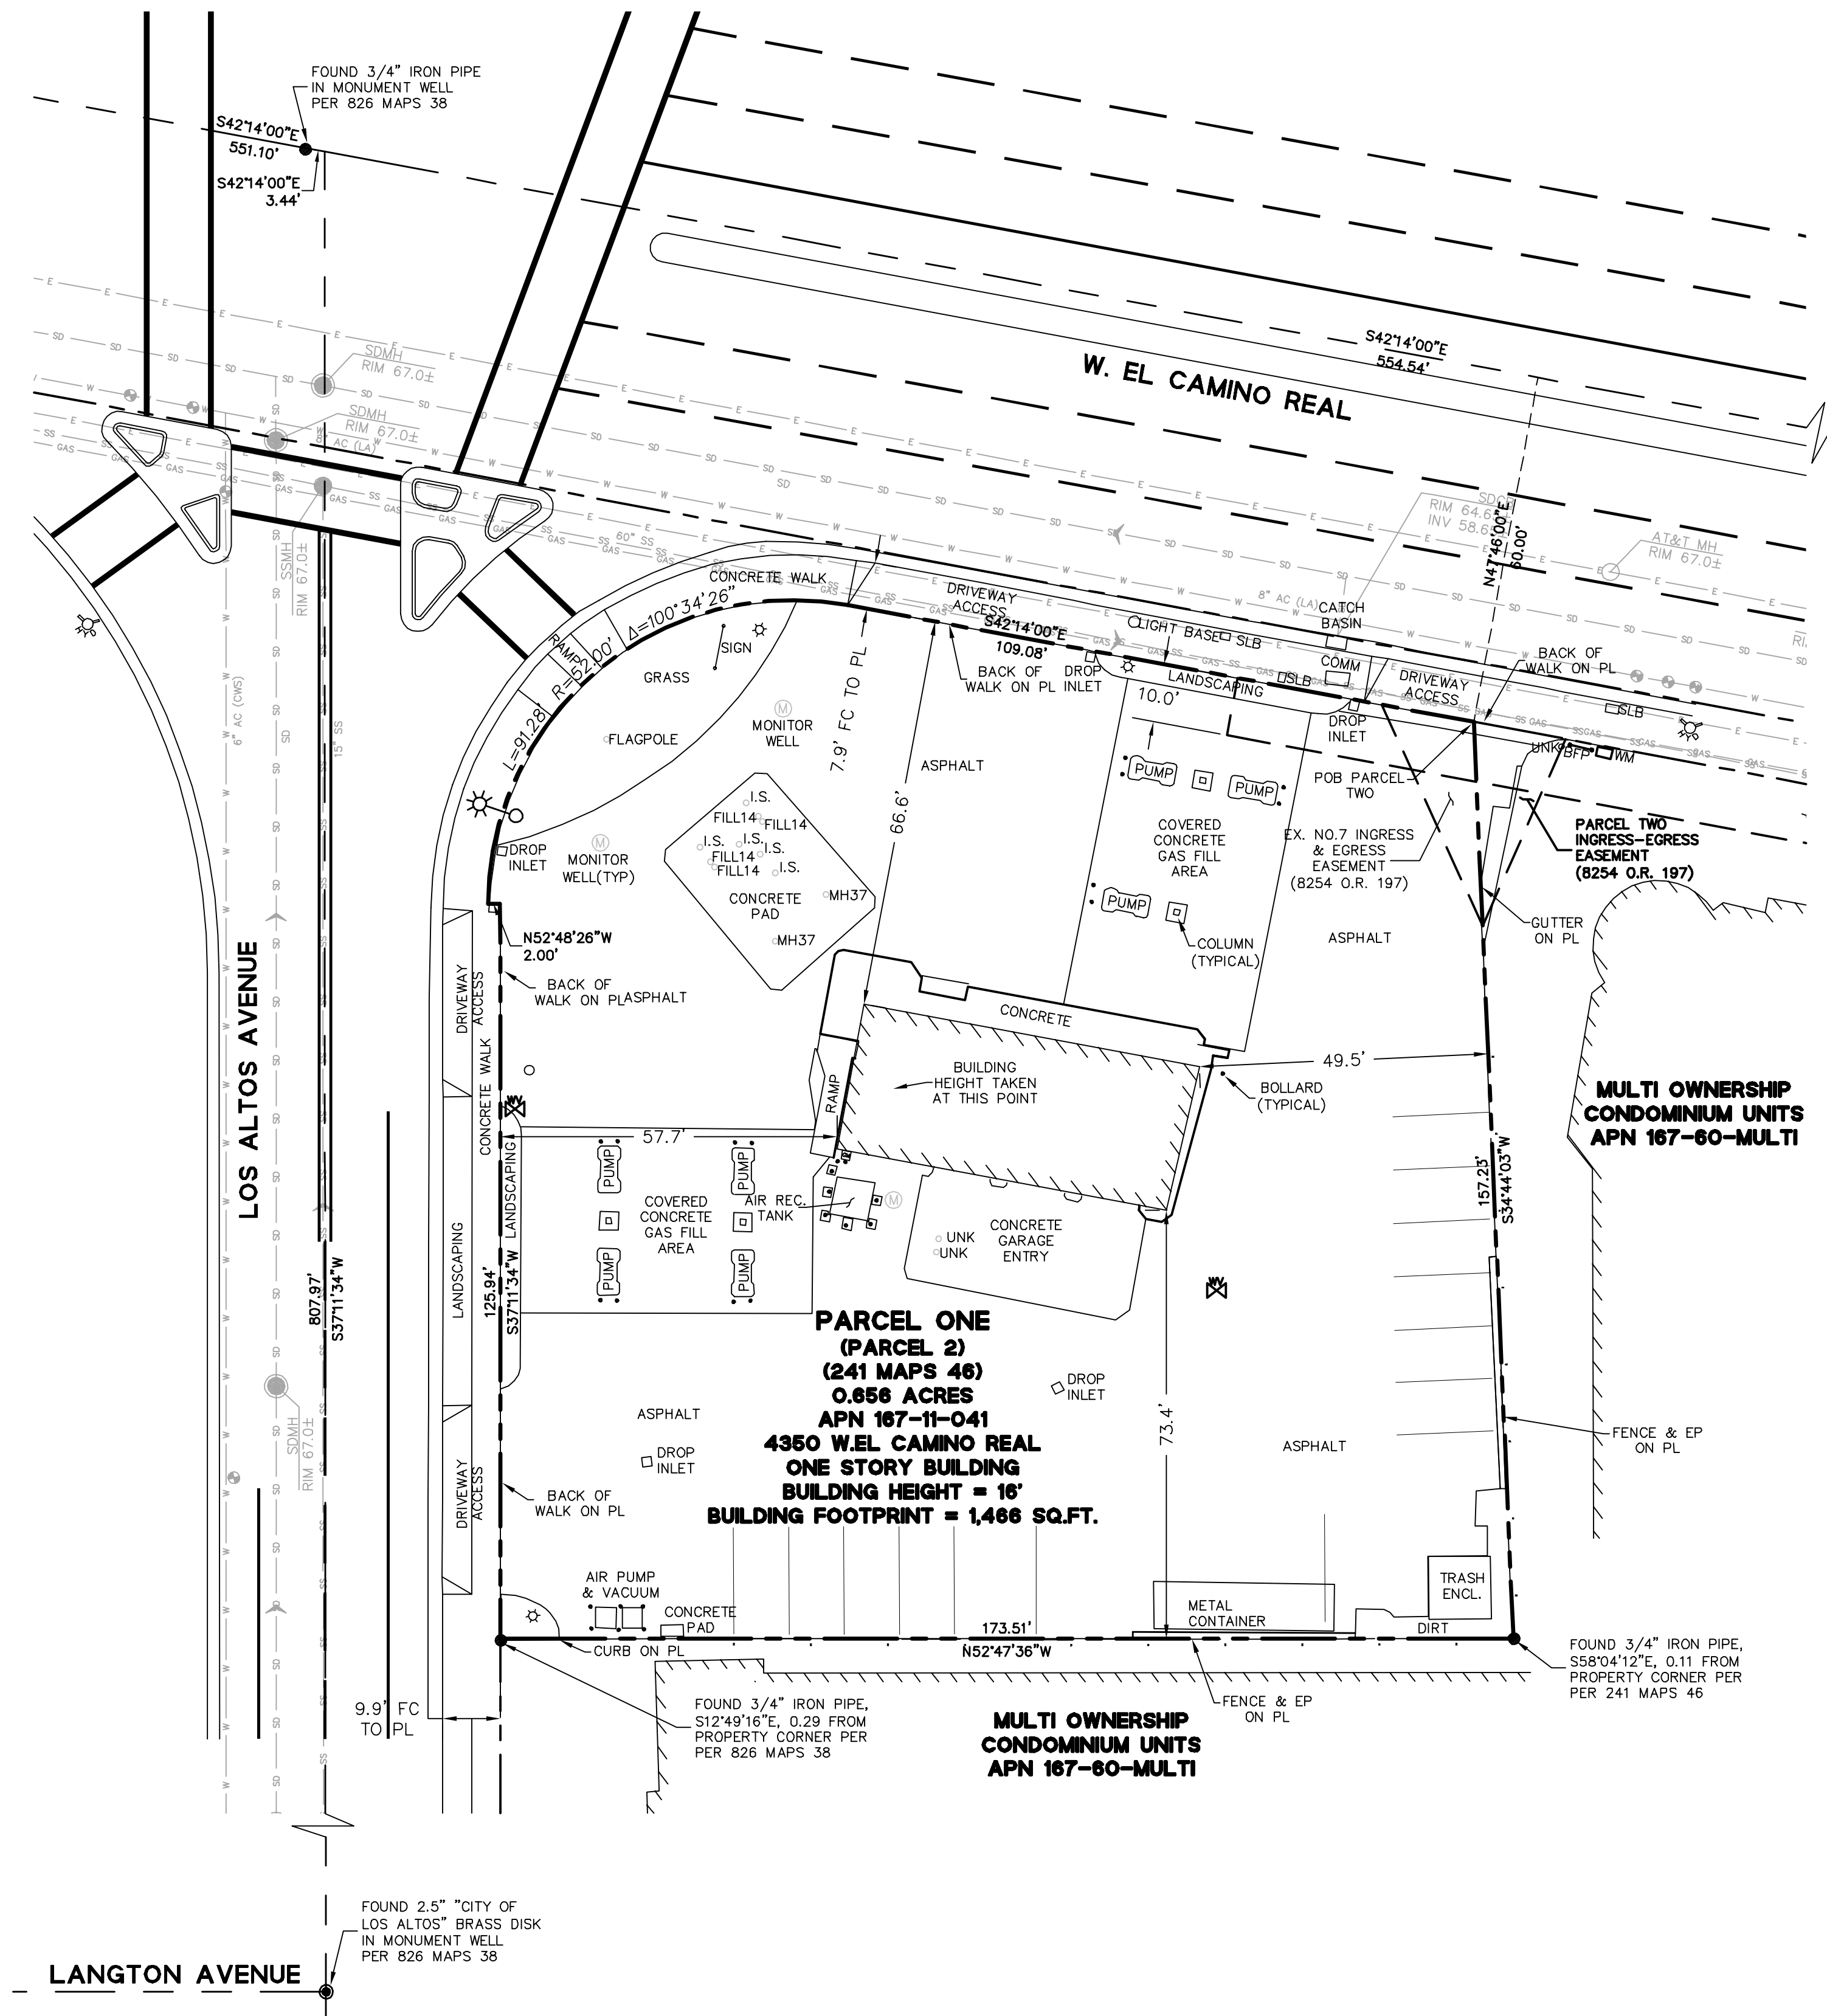 FOUND 3/4" IRON PIPE
IN MONUMENT WELL
PER 826 MAPS 38
S42°14'00"E
551.10'
S42°14'00"E
3.44'
SDMH
RIM 67.0±
SDMH
RIM 67.0±
8" AC (LA)
W. EL CAMINO REAL
S42°14'00"E
554.54'
N47°46'00"E
60.00'
AT&T MH
RIM 67.0±
SSMH
RIM 67.0±
60" SS
8" AC (LA)
CONCRETE WALK
DRIVEWAY
ACCESS
S42°14'00"E
109.08'
LIGHT BASE
SLB
CATCH
BASIN
COMM
SLB
DRIVEWAY
ACCESS
BACK OF
WALK ON PL
SLB
RAMP
L=91.28'
R=52.00'
Δ=100°34'26"
SIGN
GRASS
FLAGPOLE
MONITOR
WELL
7.9' FC TO PL
BACK OF
WALK ON PL
DROP
INLET
LANDSCAPING
10.0'
DROP
INLET
ASPHALT
66.6'
PUMP
PUMP
POB PARCEL
TWO
UNK
BFP
WM
PARCEL TWO
INGRESS-EGRESS
EASEMENT
(8254 O.R. 197)
EX. NO.7 INGRESS
& EGRESS
EASEMENT
(8254 O.R. 197)
COVERED
CONCRETE
GAS FILL
AREA
PUMP
COLUMN
(TYPICAL)
ASPHALT
GUTTER
ON PL
I.S.
FILL14
FILL14
I.S.
I.S.
I.S.
FILL14
FILL14
I.S.
CONCRETE
PAD
MH37
MH37
DROP
INLET
MONITOR
WELL(TYP)
N52°48'26"W
2.00'
BACK OF
WALK ON PL
ASPHALT
LOS ALTOS AVENUE
6" AC (CWS)
15" SS
DRIVEWAY
ACCESS
CONCRETE WALK
LANDSCAPING
LANDSCAPING
CONCRETE
BUILDING
HEIGHT TAKEN
AT THIS POINT
RAMP
49.5'
BOLLARD
(TYPICAL)
MULTI OWNERSHIP
CONDOMINIUM UNITS
APN 167-60-MULTI
157.23'
S34°44'03"W
57.7'
PUMP
PUMP
COVERED
CONCRETE
GAS FILL
AREA
PUMP
PUMP
AIR REC.
TANK
UNK
UNK
CONCRETE
GARAGE
ENTRY
WV
WV
807.97'
S37°11'34"W
125.94'
S37°11'34"W
SDMH
RIM 67.0±
PARCEL ONE
(PARCEL 2)
(241 MAPS 46)
0.656 ACRES
APN 167-11-041
4350 W.EL CAMINO REAL
ONE STORY BUILDING
BUILDING HEIGHT = 16'
BUILDING FOOTPRINT = 1,466 SQ.FT.
DROP
INLET
73.4'
ASPHALT
DROP
INLET
ASPHALT
FENCE & EP
ON PL
DRIVEWAY
ACCESS
BACK OF
WALK ON PL
AIR PUMP
& VACUUM
CONCRETE
PAD
METAL
CONTAINER
TRASH
ENCL.
DIRT
173.51'
N52°47'36"W
CURB ON PL
FENCE & EP
ON PL
9.9' FC
TO PL
FOUND 3/4" IRON PIPE,
S12°49'16"E, 0.29 FROM
PROPERTY CORNER PER
PER 826 MAPS 38
FOUND 3/4" IRON PIPE,
S58°04'12"E, 0.11 FROM
PROPERTY CORNER PER
PER 241 MAPS 46
MULTI OWNERSHIP
CONDOMINIUM UNITS
APN 167-60-MULTI
FOUND 2.5" "CITY OF
LOS ALTOS" BRASS DISK
IN MONUMENT WELL
PER 826 MAPS 38
LANGTON AVENUE